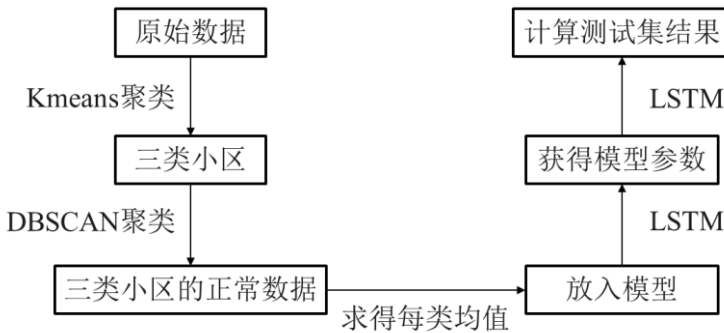 原始数据
Kmeans聚类
三类小区
DBSCAN聚类
三类小区的正常数据
求得每类均值
放入模型
LSTM
获得模型参数
LSTM
计算测试集结果